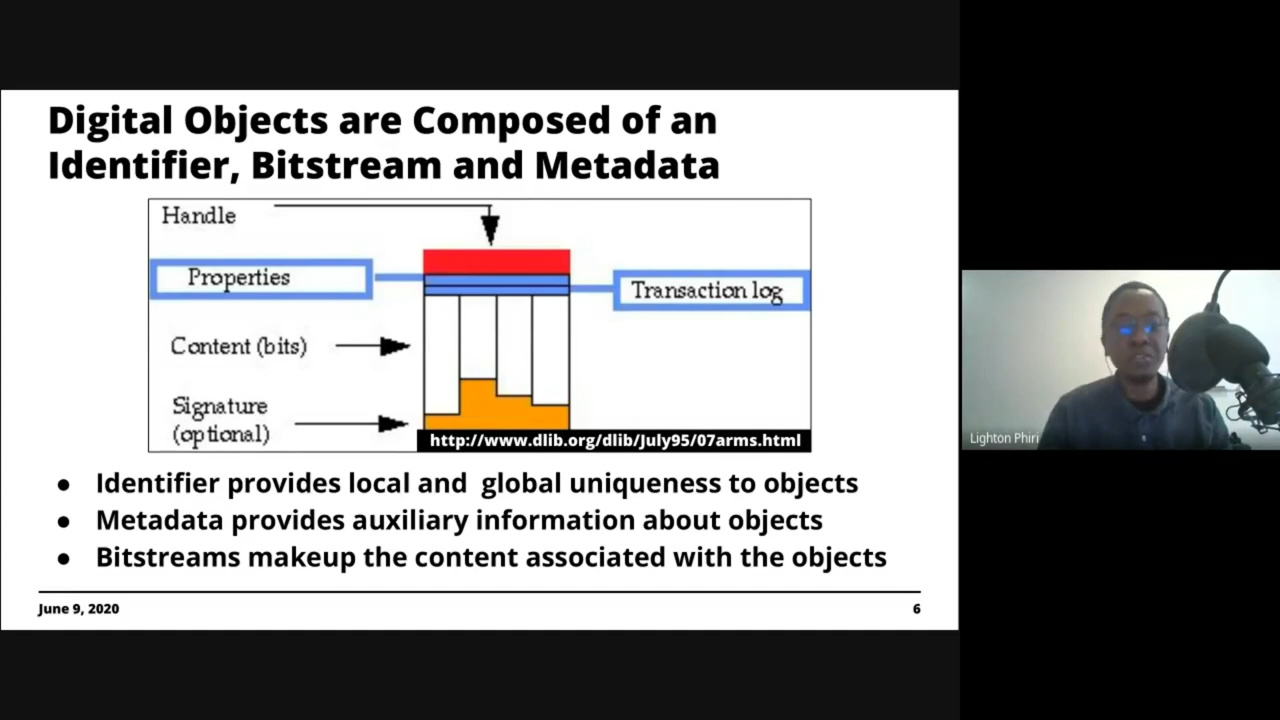 Digital Objects are Composed of an
Identifier, Bitstream and Metadata
Handle
Properties
Transaction log
Content (bits)
Signature
(optional)
http://www.dlib.org/dlib/July95/07arms.html
● Identifier provides local and  global uniqueness to objects
● Metadata provides auxiliary information about objects
● Bitstreams makeup the content associated with the objects
June 9, 2020
6
Lighton Phiri